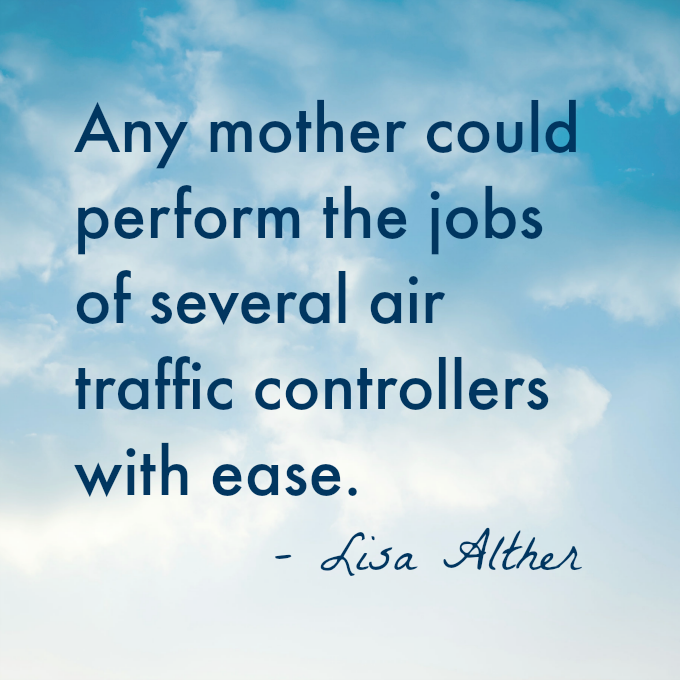 Any mother could
perform the jobs
of several air
traffic controllers
with ease.
- Lisa Alther